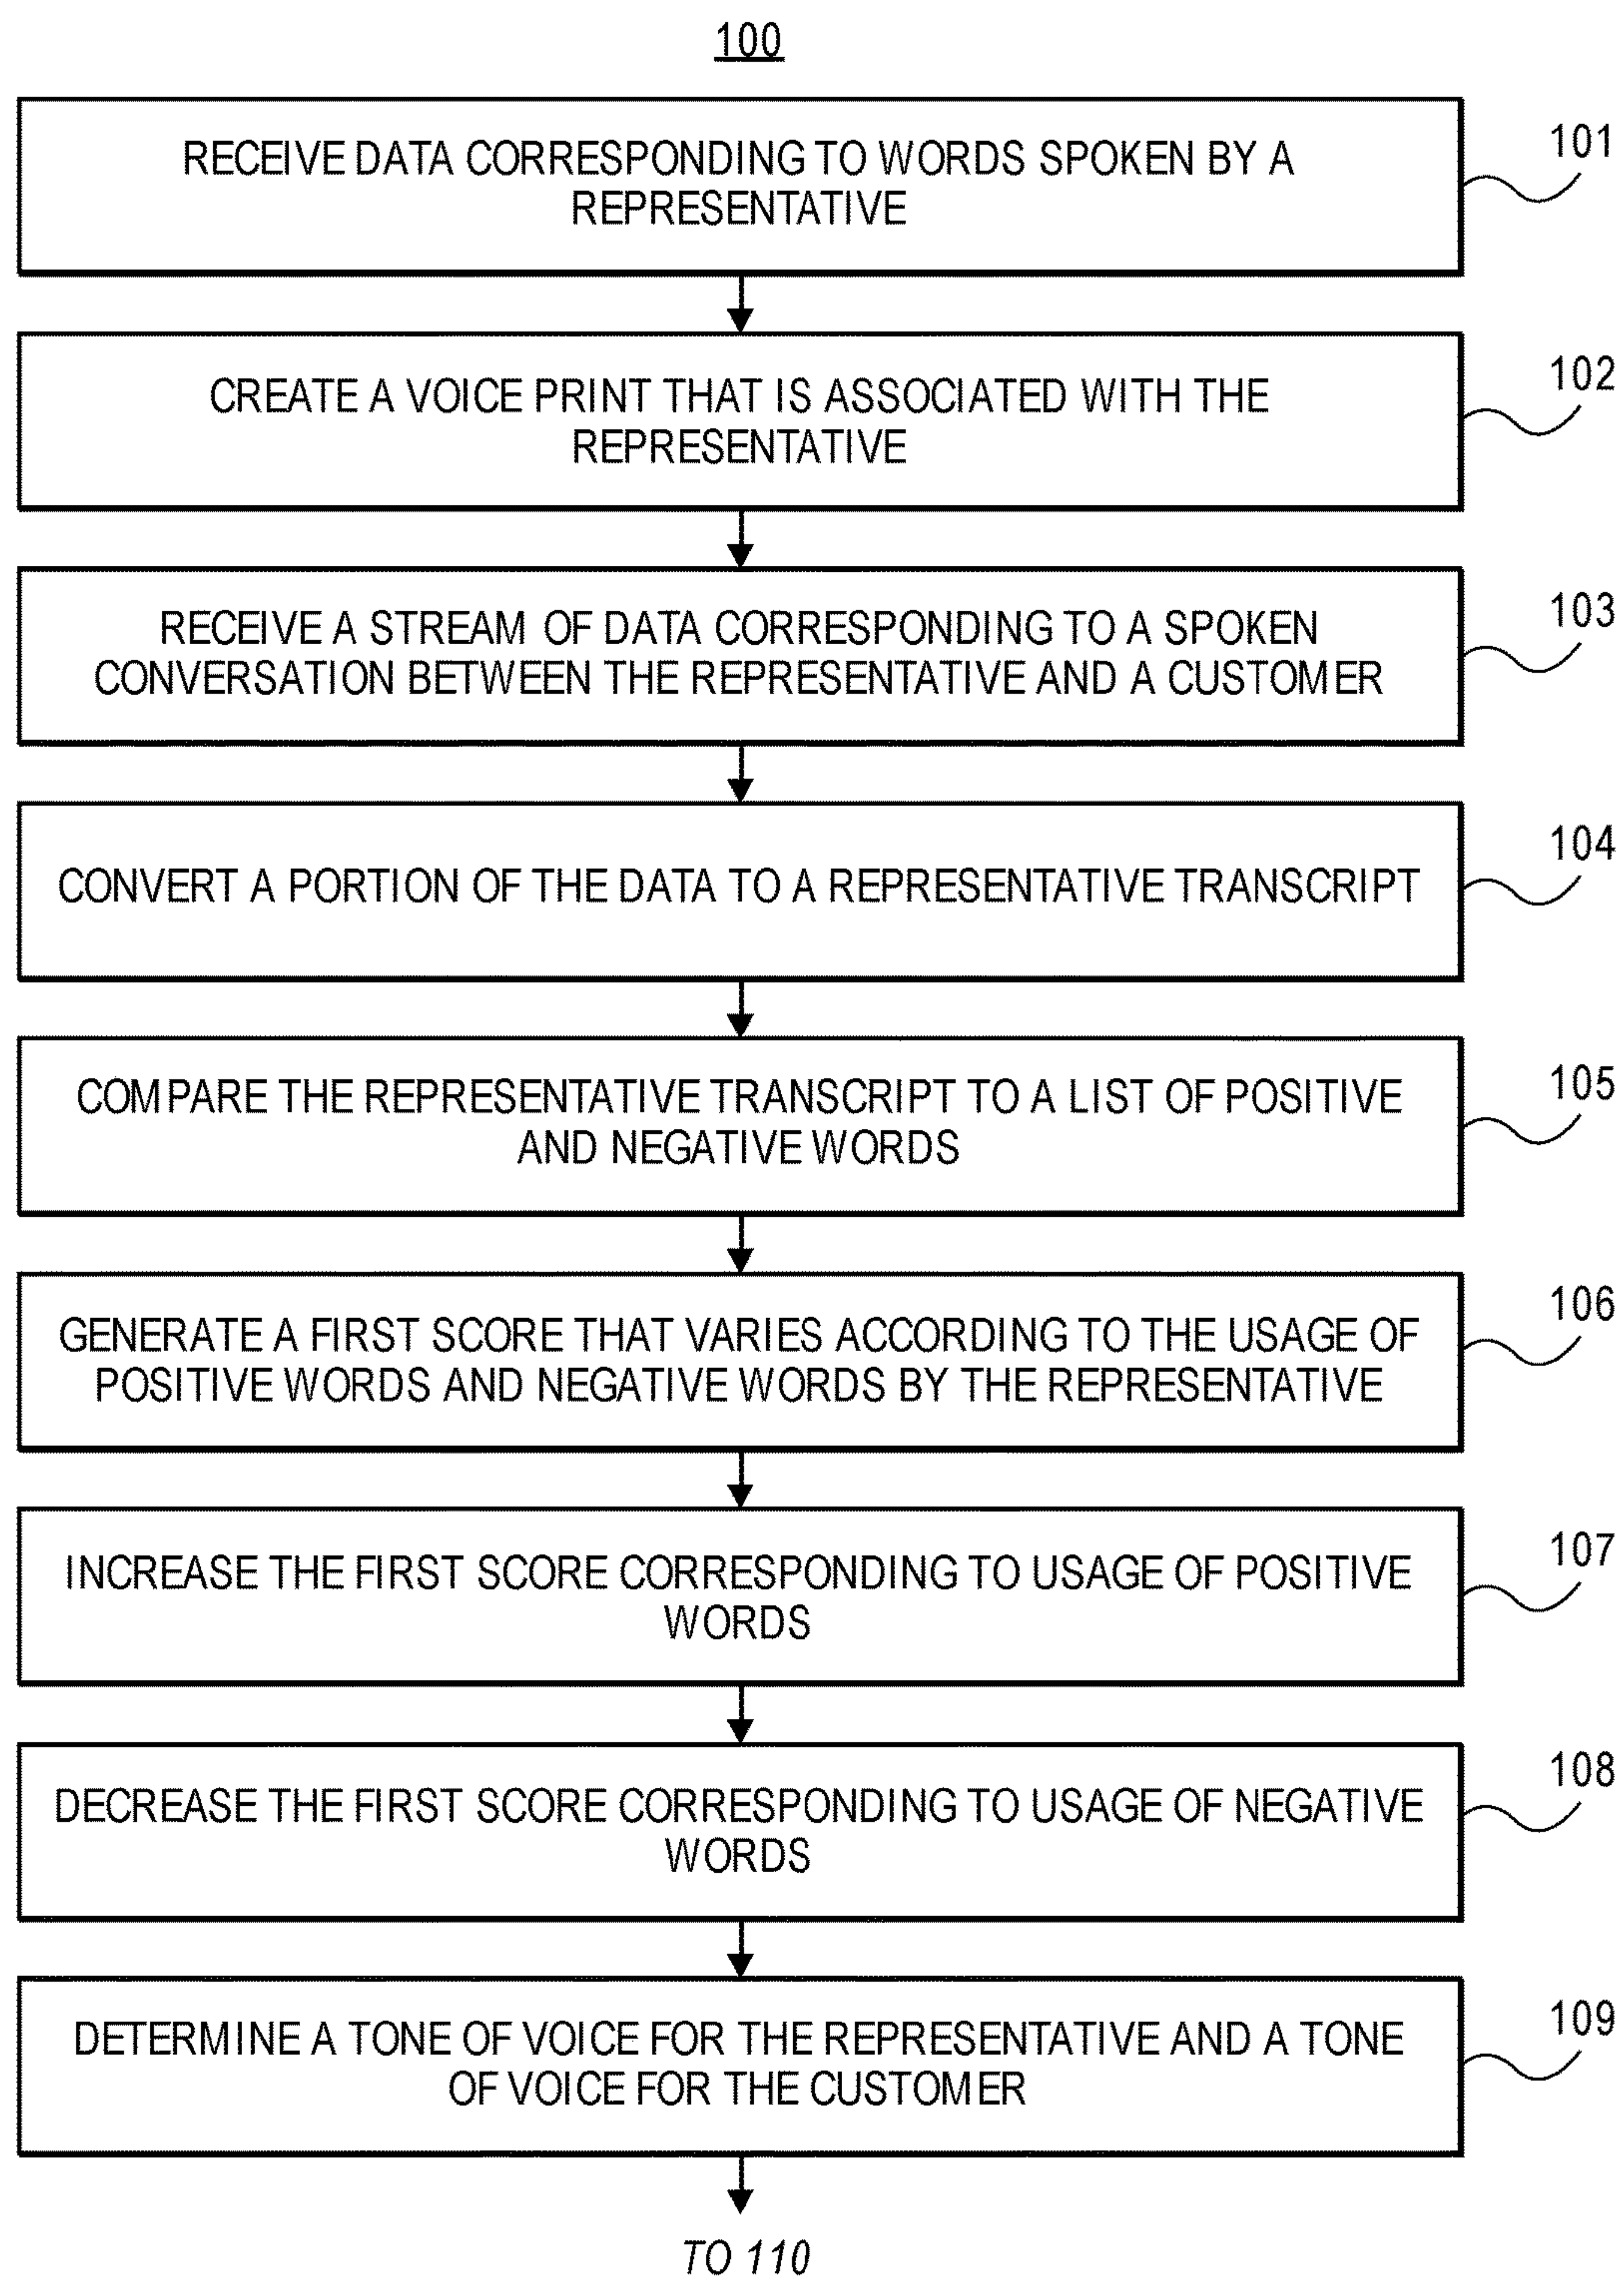 100
RECEIVE DATA CORRESPONDING TO WORDS SPOKEN BY A
REPRESENTATIVE
101
CREATE A VOICE PRINT THAT IS ASSOCIATED WITH THE
REPRESENTATIVE
102
RECEIVE A STREAM OF DATA CORRESPONDING TO A SPOKEN
CONVERSATION BETWEEN THE REPRESENTATIVE AND A CUSTOMER
103
CONVERT A PORTION OF THE DATA TO A REPRESENTATIVE TRANSCRIPT
104
COMPARE THE REPRESENTATIVE TRANSCRIPT TO A LIST OF POSITIVE
AND NEGATIVE WORDS
105
GENERATE A FIRST SCORE THAT VARIES ACCORDING TO THE USAGE OF
POSITIVE WORDS AND NEGATIVE WORDS BY THE REPRESENTATIVE
106
INCREASE THE FIRST SCORE CORRESPONDING TO USAGE OF POSITIVE
WORDS
107
DECREASE THE FIRST SCORE CORRESPONDING TO USAGE OF NEGATIVE
WORDS
108
DETERMINE A TONE OF VOICE FOR THE REPRESENTATIVE AND A TONE
OF VOICE FOR THE CUSTOMER
109
TO 110